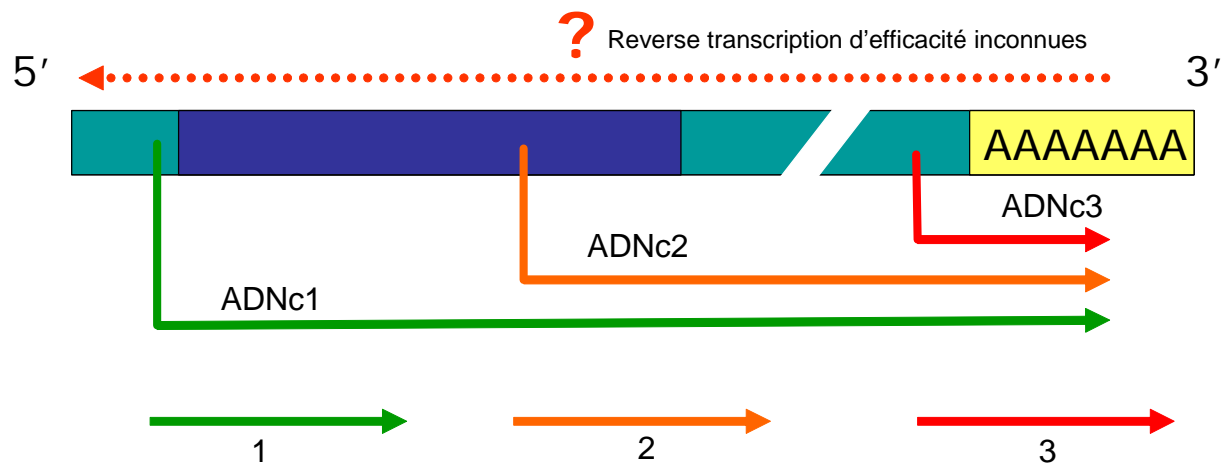 ? Reverse transcription d'efficacité inconnues
5′ 3′
AAAAAAA
ADNc3
ADNc2
ADNc1
1 2 3